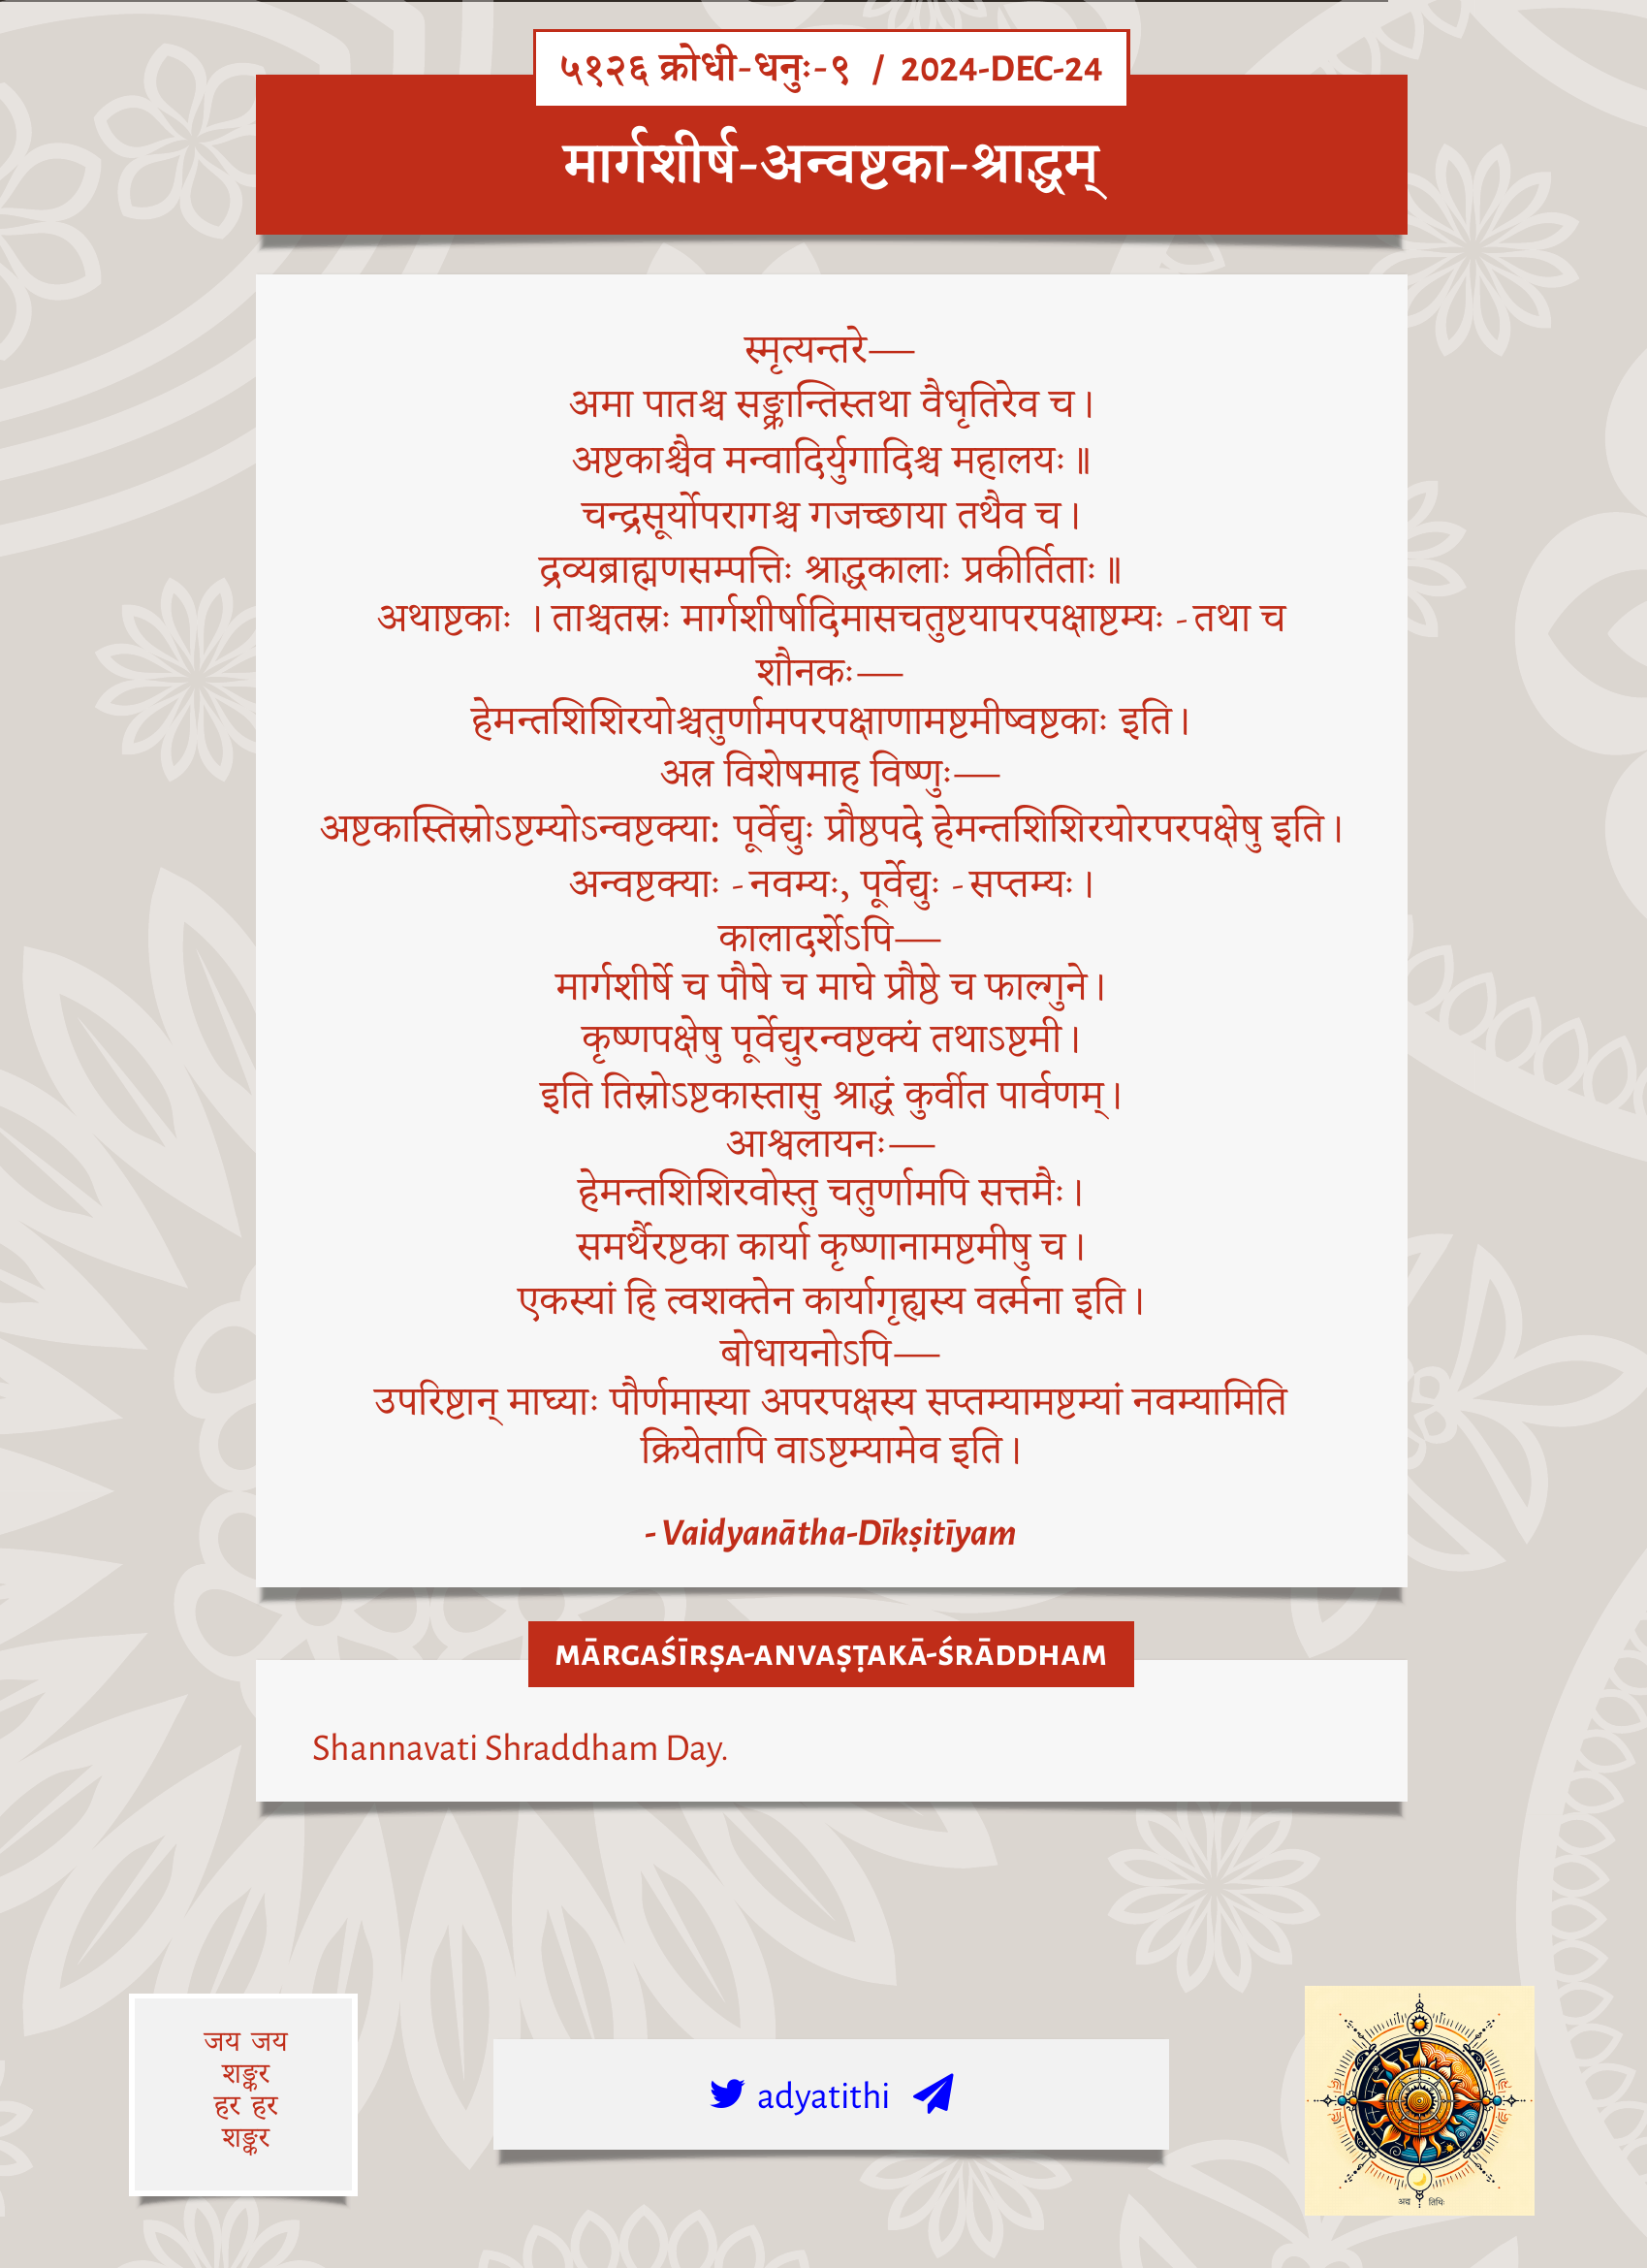 ५१२६ क्रोधी-धनुः-९ / 2024-DEC-24
मार्गशीर्ष-अन्वष्टका-श्राद्धम्
स्मृत्यन्तरे—
अमा पातश्च सङ्क्रान्तिस्तथा वैधृतिरेव च।
अष्टकाश्चैव मन्वादिर्युगादिश्च महालयः॥
चन्द्रसूर्योपरागश्च गजच्छाया तथैव च।
द्रव्यब्राह्मणसम्पत्तिः श्राद्धकालाः प्रकीर्तिताः॥
अथाष्टकाः । ताश्चतस्रः मार्गशीर्षादिमासचतुष्टयापरपक्षाष्टम्यः - तथा च
शौनकः—
हेमन्तशिशिरयोश्चतुर्णामपरपक्षाणामष्टमीष्वष्टकाः इति।
अत्र विशेषमाह विष्णुः—
अष्टकास्तिस्रोऽष्टम्योऽन्वष्टक्या: पूर्वेद्युः प्रौष्ठपदे हेमन्तशिशिरयोरपरपक्षेषु इति।
अन्वष्टक्याः - नवम्यः, पूर्वेद्युः - सप्तम्यः।
कालादर्शेऽपि—
मार्गशीर्षे च पौषे च माघे प्रौष्ठे च फाल्गुने।
कृष्णपक्षेषु पूर्वेद्युरन्वष्टक्यं तथाऽष्टमी।
इति तिस्रोऽष्टकास्तासु श्राद्धं कुर्वीत पार्वणम्।
आश्वलायनः—
हेमन्तशिशिरवोस्तु चतुर्णामपि सत्तमैः।
समर्थैरष्टका कार्या कृष्णानामष्टमीषु च।
एकस्यां हि त्वशक्तेन कार्यागृह्यस्य वर्त्मना इति।
बोधायनोऽपि—
उपरिष्टान् माघ्याः पौर्णमास्या अपरपक्षस्य सप्तम्यामष्टम्यां नवम्यामिति
क्रियेतापि वाऽष्टम्यामेव इति।
- Vaidyanātha-Dīkṣitīyam
MĀRGAŚĪRṢA-ANVAṢṬAKĀ-ŚRĀDDHAM
Shannavati Shraddham Day.
जय जय
शङ्कर
हर हर
शङ्कर
adyatithi
अद्य तिथिः